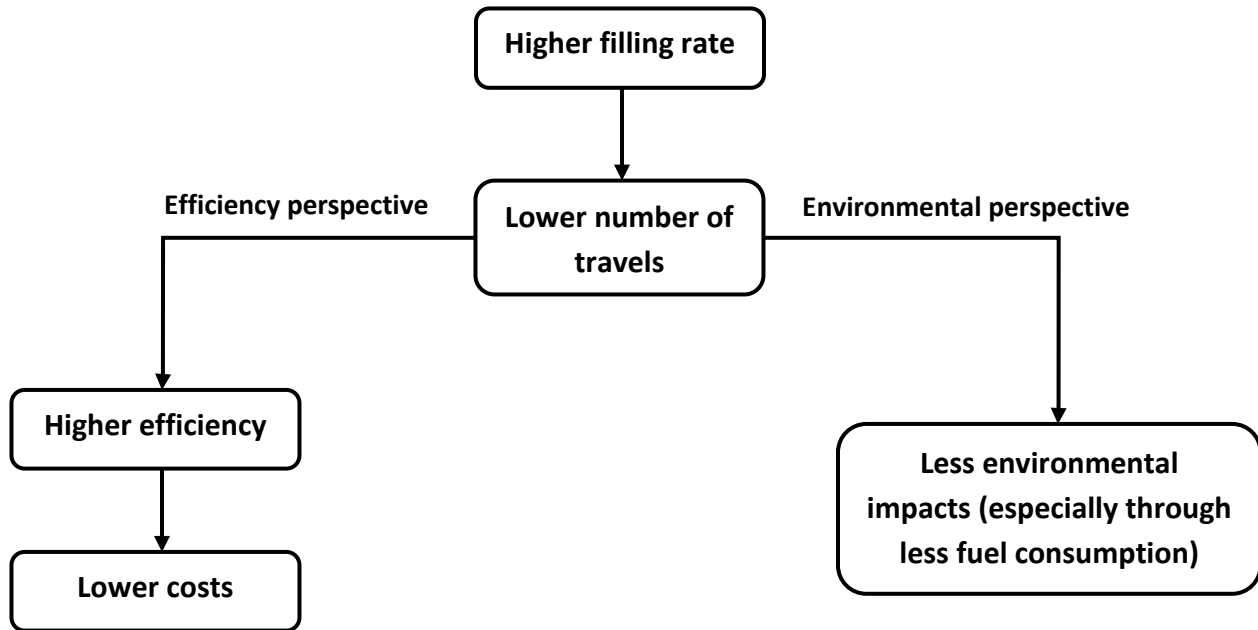 Higher filling rate
Efficiency perspective
Lower number of
travels
Environmental perspective
Higher efficiency
Less environmental
impacts (especially through
less fuel consumption)
Lower costs